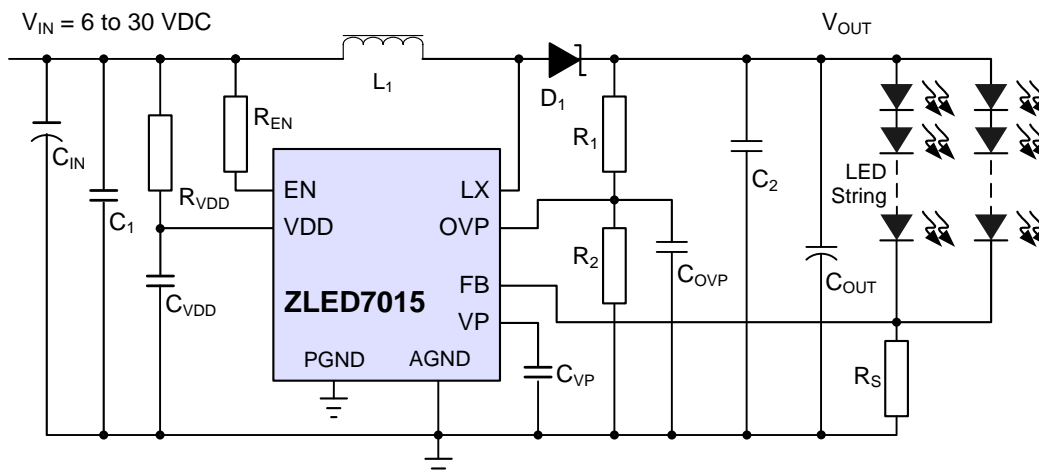 V_IN = 6 to 30 VDC
V_OUT
L_1
D_1
R_EN
R_1
C_IN
R_VDD
EN
LX
C_2
LED
String
C_1
VDD
OVP
R_2
C_OVP
C_OUT
C_VDD
ZLED7015
FB
VP
PGND
AGND
C_VP
R_S